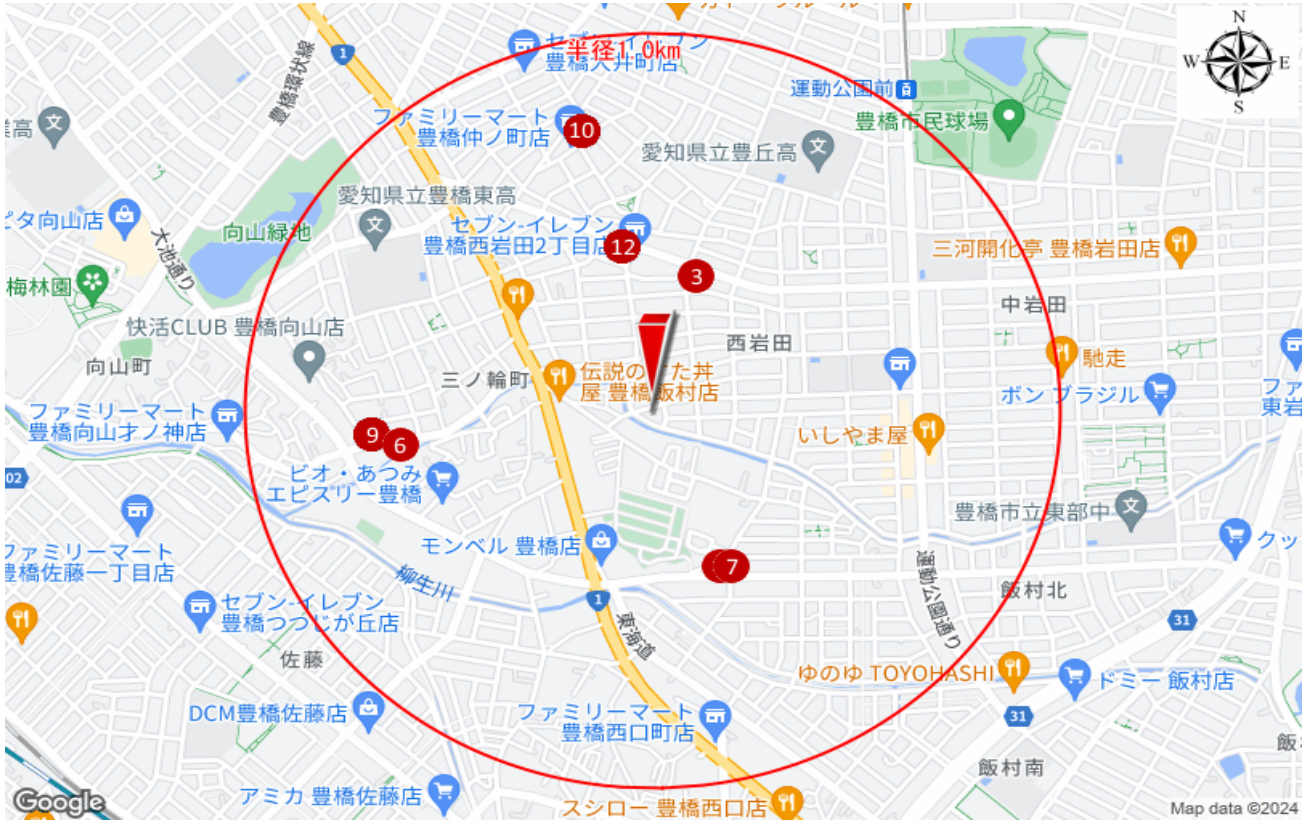 N
W
E
S
半径1.0km
セブン-イレブン
豊橋大井町店
1
豊橋環状線
運動公園前
ファミリーマート
豊橋仲ノ町店
10
豊橋市民球場
愛知県立豊丘高
業高
愛知県立豊橋東高
ピタ向山店
向山緑地
大池通り
セブン-イレブン
豊橋西岩田2丁目店
12
3
三河開化亭 豊橋岩田店
梅林園
中岩田
快活CLUB 豊橋向山店
西岩田
向山町
三ノ輪町
伝説の
た丼
屋 豊橋飯村店
馳走
ボン ブラジル
ファ
東岩
ファミリーマート
豊橋向山才ノ神店
9
6
いしやま屋
ビオ・あつみ
エピスリー豊橋
02
豊橋市立東部中
ファミリーマート
豊橋佐藤一丁目店
モンベル 豊橋店
クッ
7
柳生川
セブン-イレブン
豊橋つつじが丘店
1
飯村北
31
東海道
運動公園通り
佐藤
ゆのゆ TOYOHASHI
ドミー 飯村店
DCM豊橋佐藤店
ファミリーマート
豊橋西口町店
31
飯村南
アミカ 豊橋佐藤店
スシロー 豊橋西口店
Google
Map data ©2024